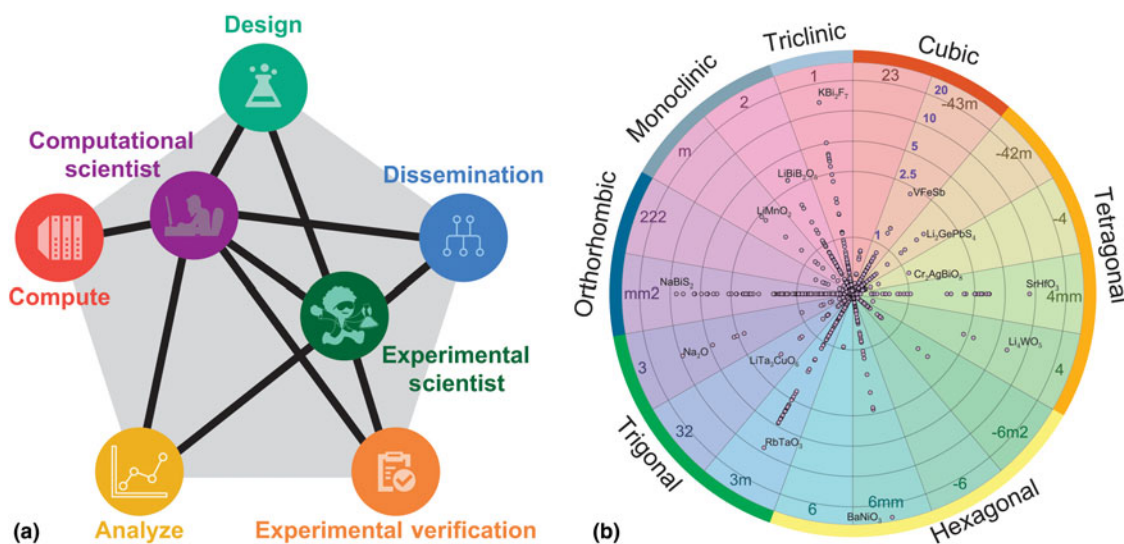 Design
Computational
scientist
Dissemination
Compute
Experimental
scientist
Analyze
Experimental verification
(a)
Triclinic
Cubic
Monoclinic
Tetragonal
Orthorhombic
Trigonal
Hexagonal
1
23
20
-43m
2
KBi₂F₇
10
-42m
m
5
LiBiB₂O₅
2.5
VFeSb
222
LiMnO₂
-4
1
Li₂GePbS₄
Cr₂AgBiO₈
mm2
NaBiS₂
SrHfO₃
4mm
Na₂O
LiTa₂CuO₆
Li₄WO₅
3
4
32
RbTaO₃
-6m2
3m
-6
6
6mm
BaNiO₃
(b)